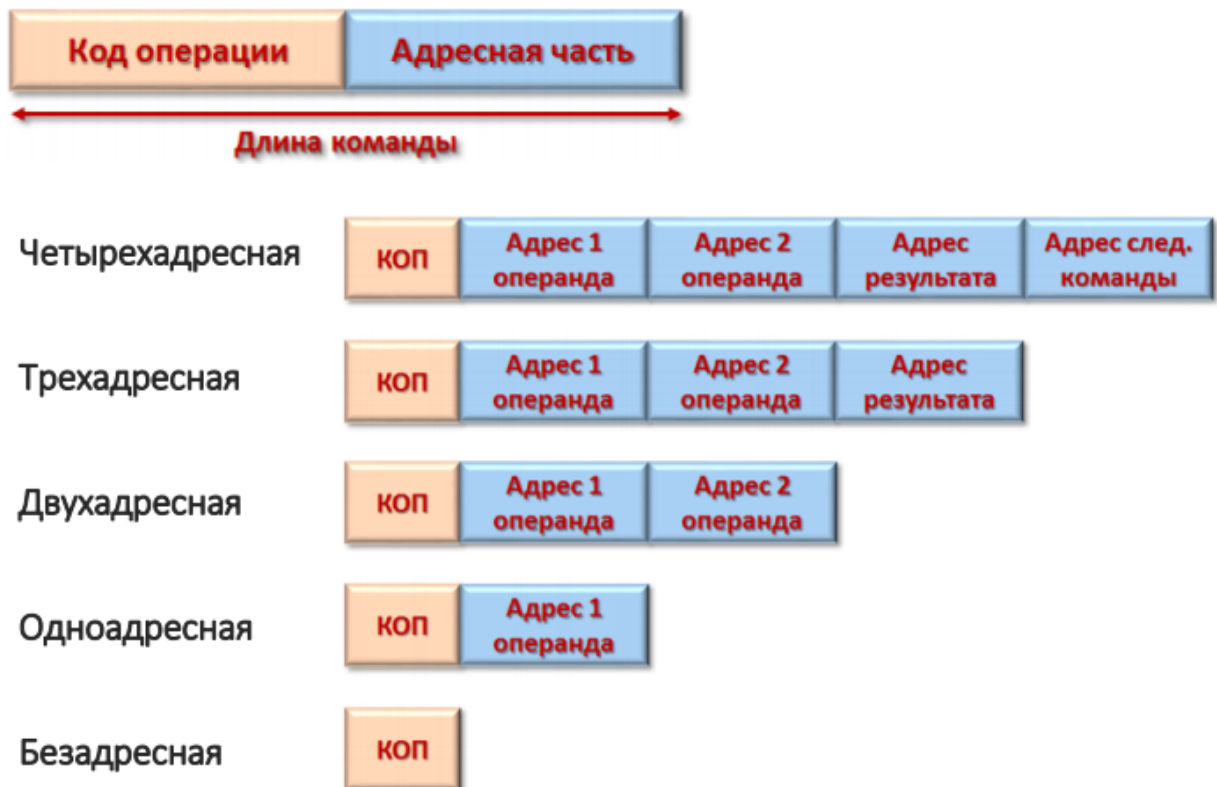 Код операции Адресная часть
Длина команды
Четырехадресная КОП Адрес 1 операнда Адрес 2 операнда Адрес результата Адрес след. команды
Трехадресная КОП Адрес 1 операнда Адрес 2 операнда Адрес результата
Двухадресная КОП Адрес 1 операнда Адрес 2 операнда
Одноадресная КОП Адрес 1 операнда
Безадресная КОП